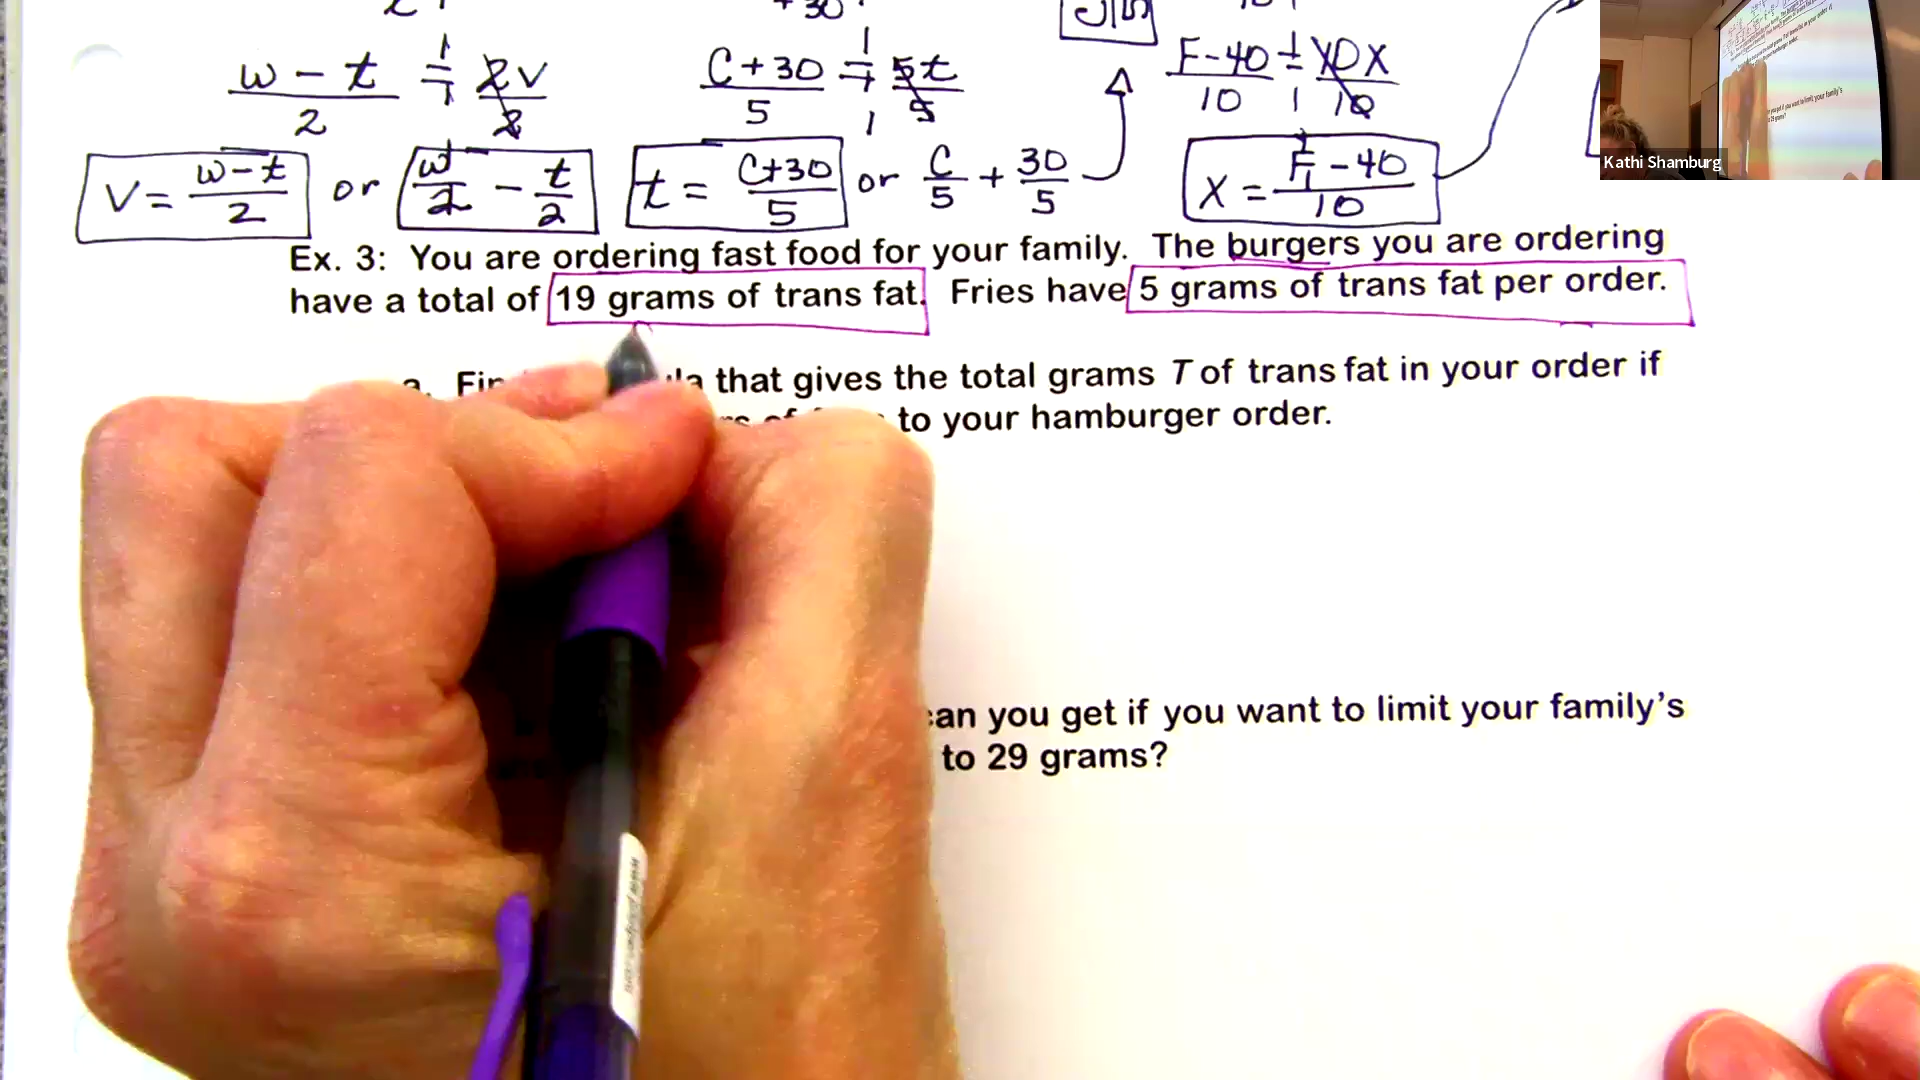 +30
w - t = 2v
2 2
C+30 = 5t
5 1 5
F-40 = 10x
10 1 10
v = w-t / 2 or w/2 - t/2
t = C+30 / 5 or C/5 + 30/5
x = F-40 / 10
Ex. 3: You are ordering fast food for your family. The burgers you are ordering
have a total of 19 grams of trans fat. Fries have 5 grams of trans fat per order.
a. that gives the total grams T of trans fat in your order if
to your hamburger order.
can you get if you want to limit your family's
to 29 grams?
Kathi Shamburg